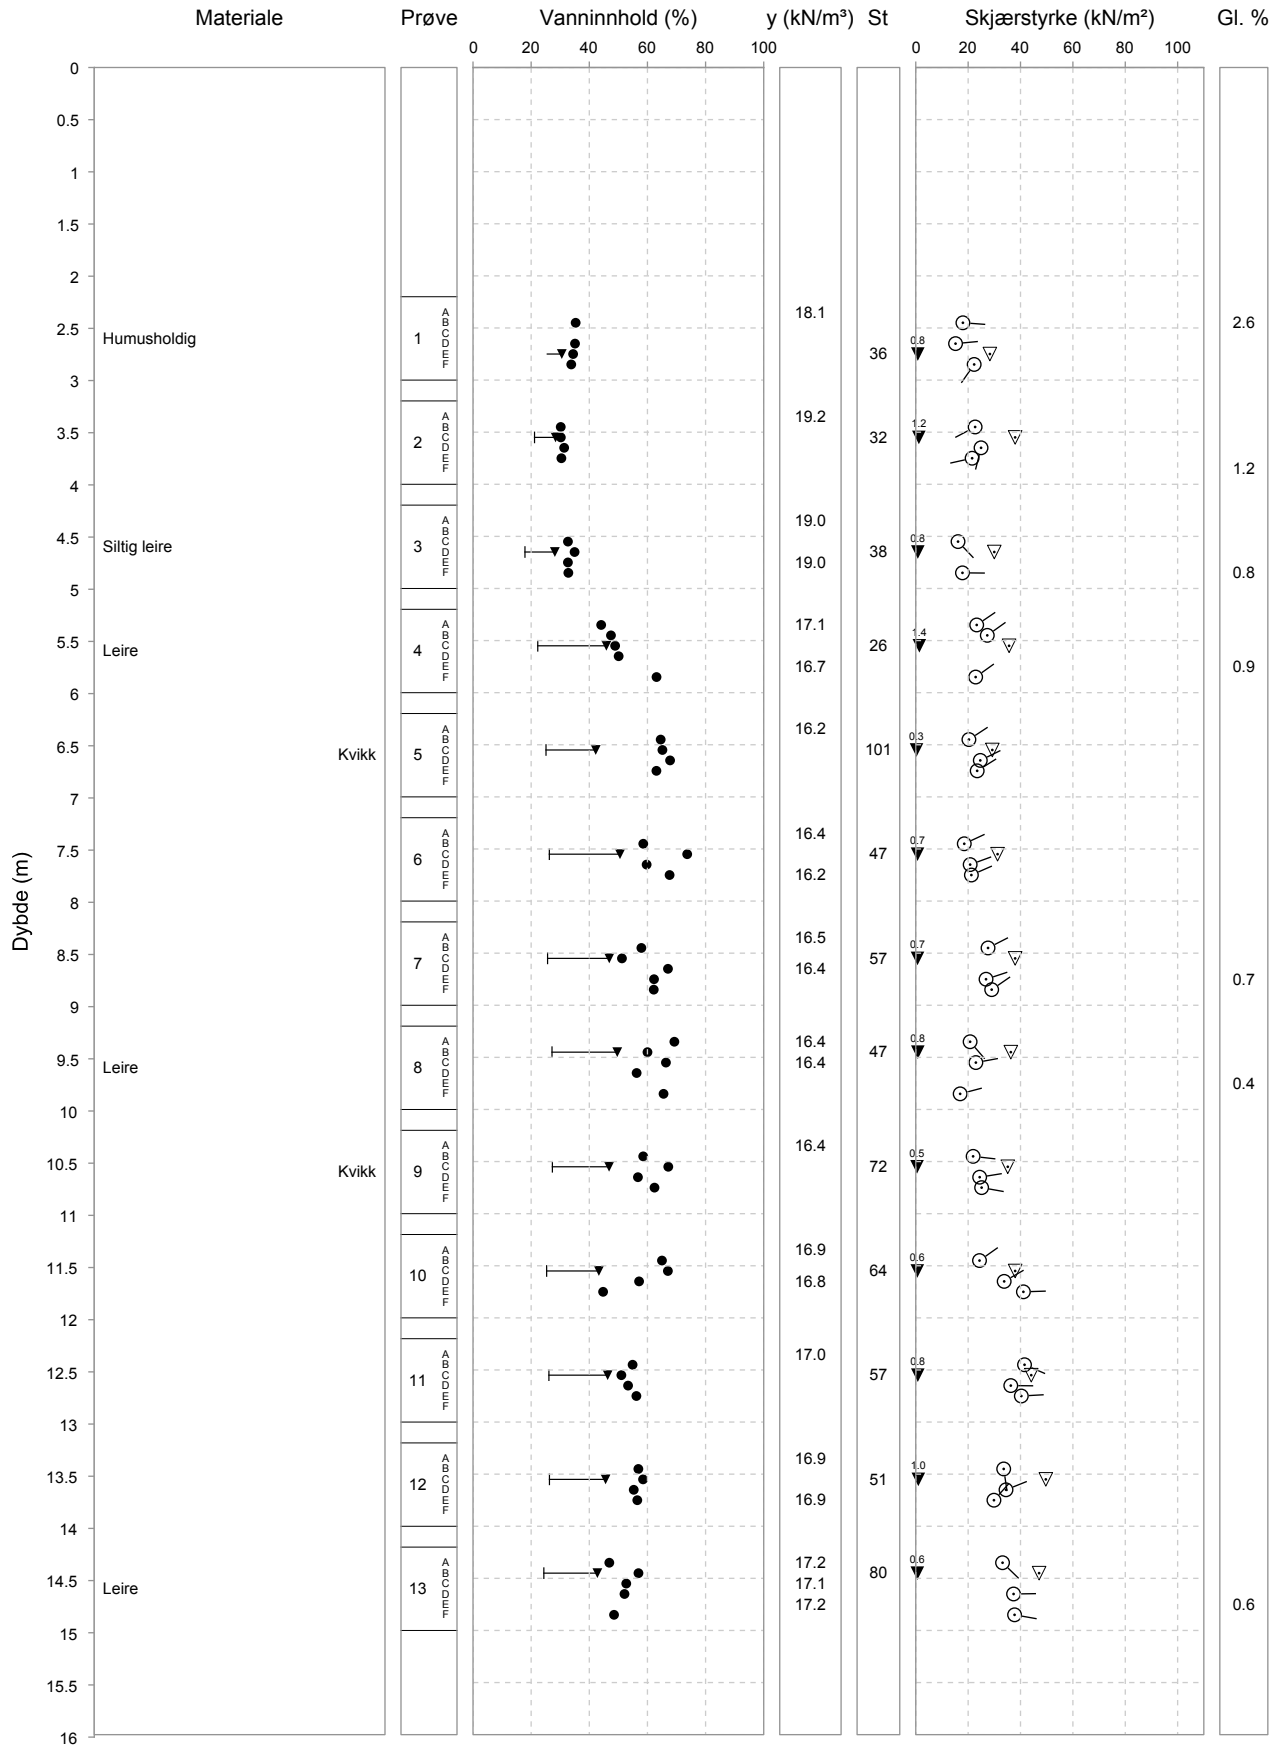 Materiale Prøve Vanninnhold (%) y (kN/m³) St Skjærstyrke (kN/m²) Gl. %
0 20 40 60 80 100 0 20 40 60 80 100
Dybde (m)
0
0.5
1
1.5
2
2.5
3
3.5
4
4.5
5
5.5
6
6.5
7
7.5
8
8.5
9
9.5
10
10.5
11
11.5
12
12.5
13
13.5
14
14.5
15
15.5
16
Humusholdig 1 A B C D E F 18.1 36 0.8 2.6
2 A B C D E F 19.2 32 1.2 1.2
Siltig leire 3 A B C D E F 19.0 19.0 38 0.8 0.8
Leire 4 A B C D E F 17.1 16.7 26 1.4 0.9
Kvikk 5 A B C D E F 16.2 101 0.3
6 A B C D E F 16.4 16.2 47 0.7
7 A B C D E F 16.5 16.4 57 0.7 0.7
Leire 8 A B C D E F 16.4 16.4 47 0.8 0.4
Kvikk 9 A B C D E F 16.4 72 0.5
10 A B C D E F 16.9 16.8 64 0.6
11 A B C D E F 17.0 57 0.8
12 A B C D E F 16.9 16.9 51 1.0
Leire 13 A B C D E F 17.2 17.1 17.2 80 0.6 0.6